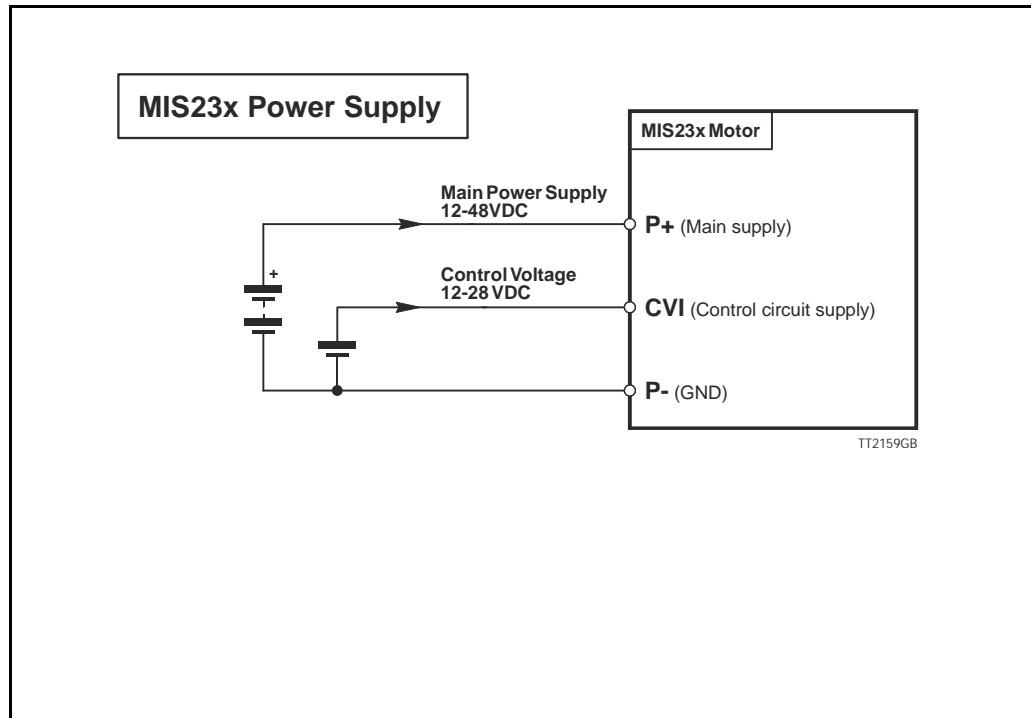 MIS23x Power Supply
MIS23x Motor
Main Power Supply
12-48VDC
P+ (Main supply)
+
Control Voltage
12-28 VDC
CVI (Control circuit supply)
P- (GND)
TT2159GB